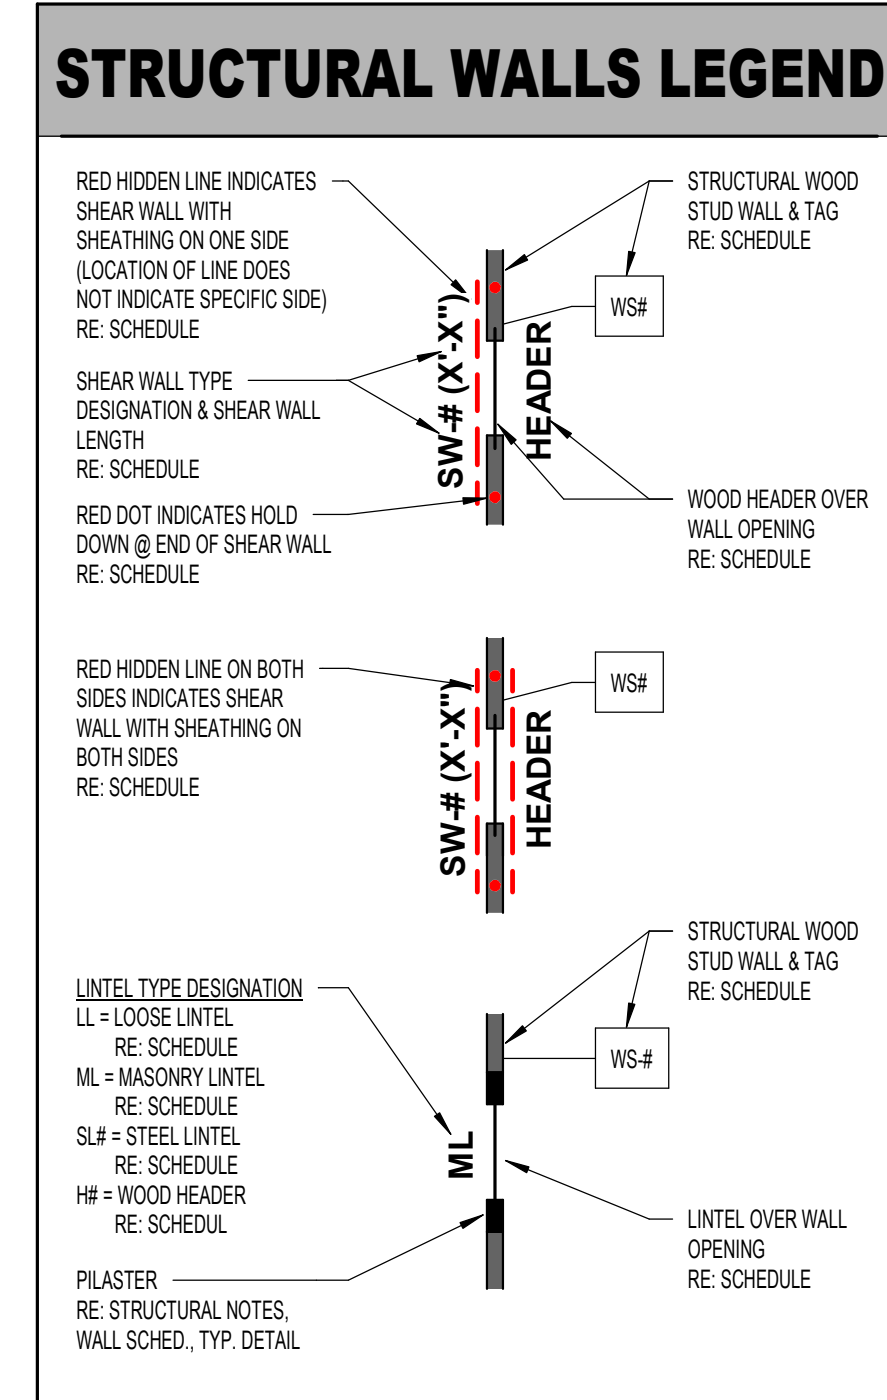 STRUCTURAL WALLS LEGEND
RED HIDDEN LINE INDICATES
SHEAR WALL WITH
SHEATHING ON ONE SIDE
(LOCATION OF LINE DOES
NOT INDICATE SPECIFIC SIDE)
RE: SCHEDULE
SHEAR WALL TYPE
DESIGNATION & SHEAR WALL
LENGTH
RE: SCHEDULE
RED DOT INDICATES HOLD
DOWN @ END OF SHEAR WALL
RE: SCHEDULE
SW-# (X'-X")
HEADER
STRUCTURAL WOOD
STUD WALL & TAG
RE: SCHEDULE
WS#
WOOD HEADER OVER
WALL OPENING
RE: SCHEDULE
RED HIDDEN LINE ON BOTH
SIDES INDICATES SHEAR
WALL WITH SHEATHING ON
BOTH SIDES
RE: SCHEDULE
SW-# (X'-X")
HEADER
WS#
LINTEL TYPE DESIGNATION
LL = LOOSE LINTEL
RE: SCHEDULE
ML = MASONRY LINTEL
RE: SCHEDULE
SL# = STEEL LINTEL
RE: SCHEDULE
H# = WOOD HEADER
RE: SCHEDUL
PILASTER
RE: STRUCTURAL NOTES,
WALL SCHED., TYP. DETAIL
ML
STRUCTURAL WOOD
STUD WALL & TAG
RE: SCHEDULE
WS-#
LINTEL OVER WALL
OPENING
RE: SCHEDULE